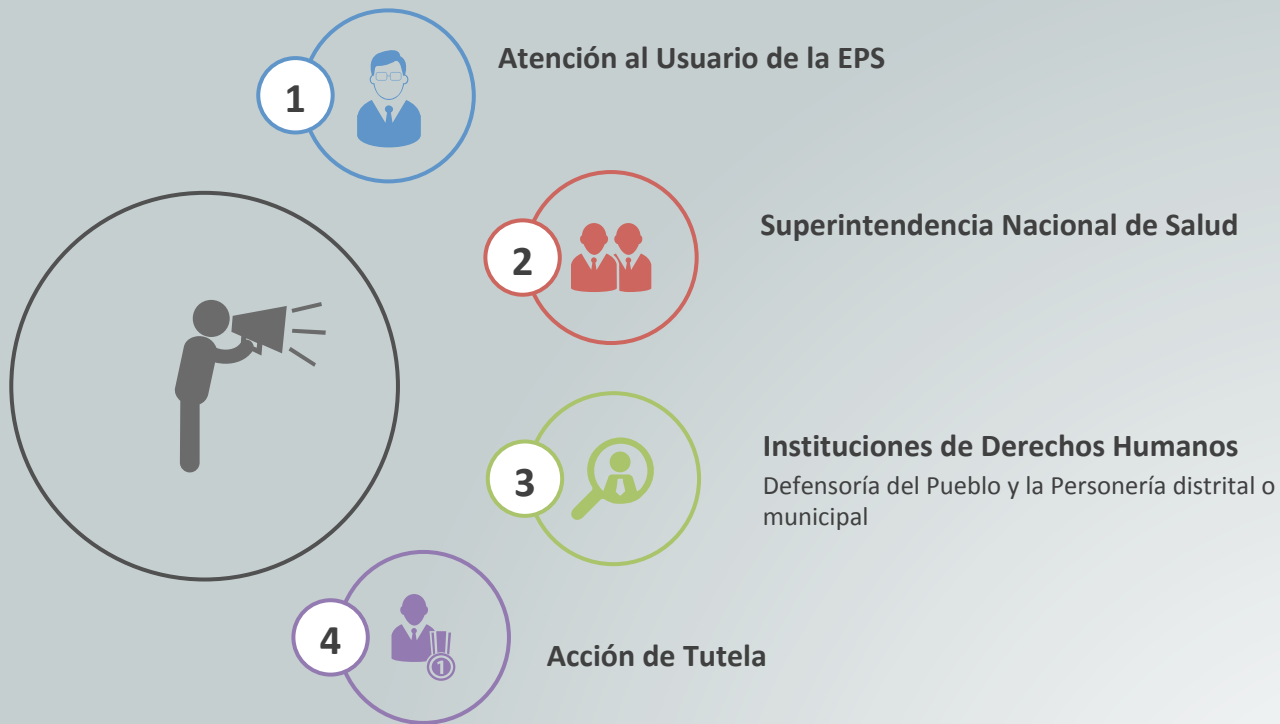 1
Atención al Usuario de la EPS
2
Superintendencia Nacional de Salud
3
Instituciones de Derechos Humanos
Defensoría del Pueblo y la Personería distrital o
municipal
4
1
Acción de Tutela